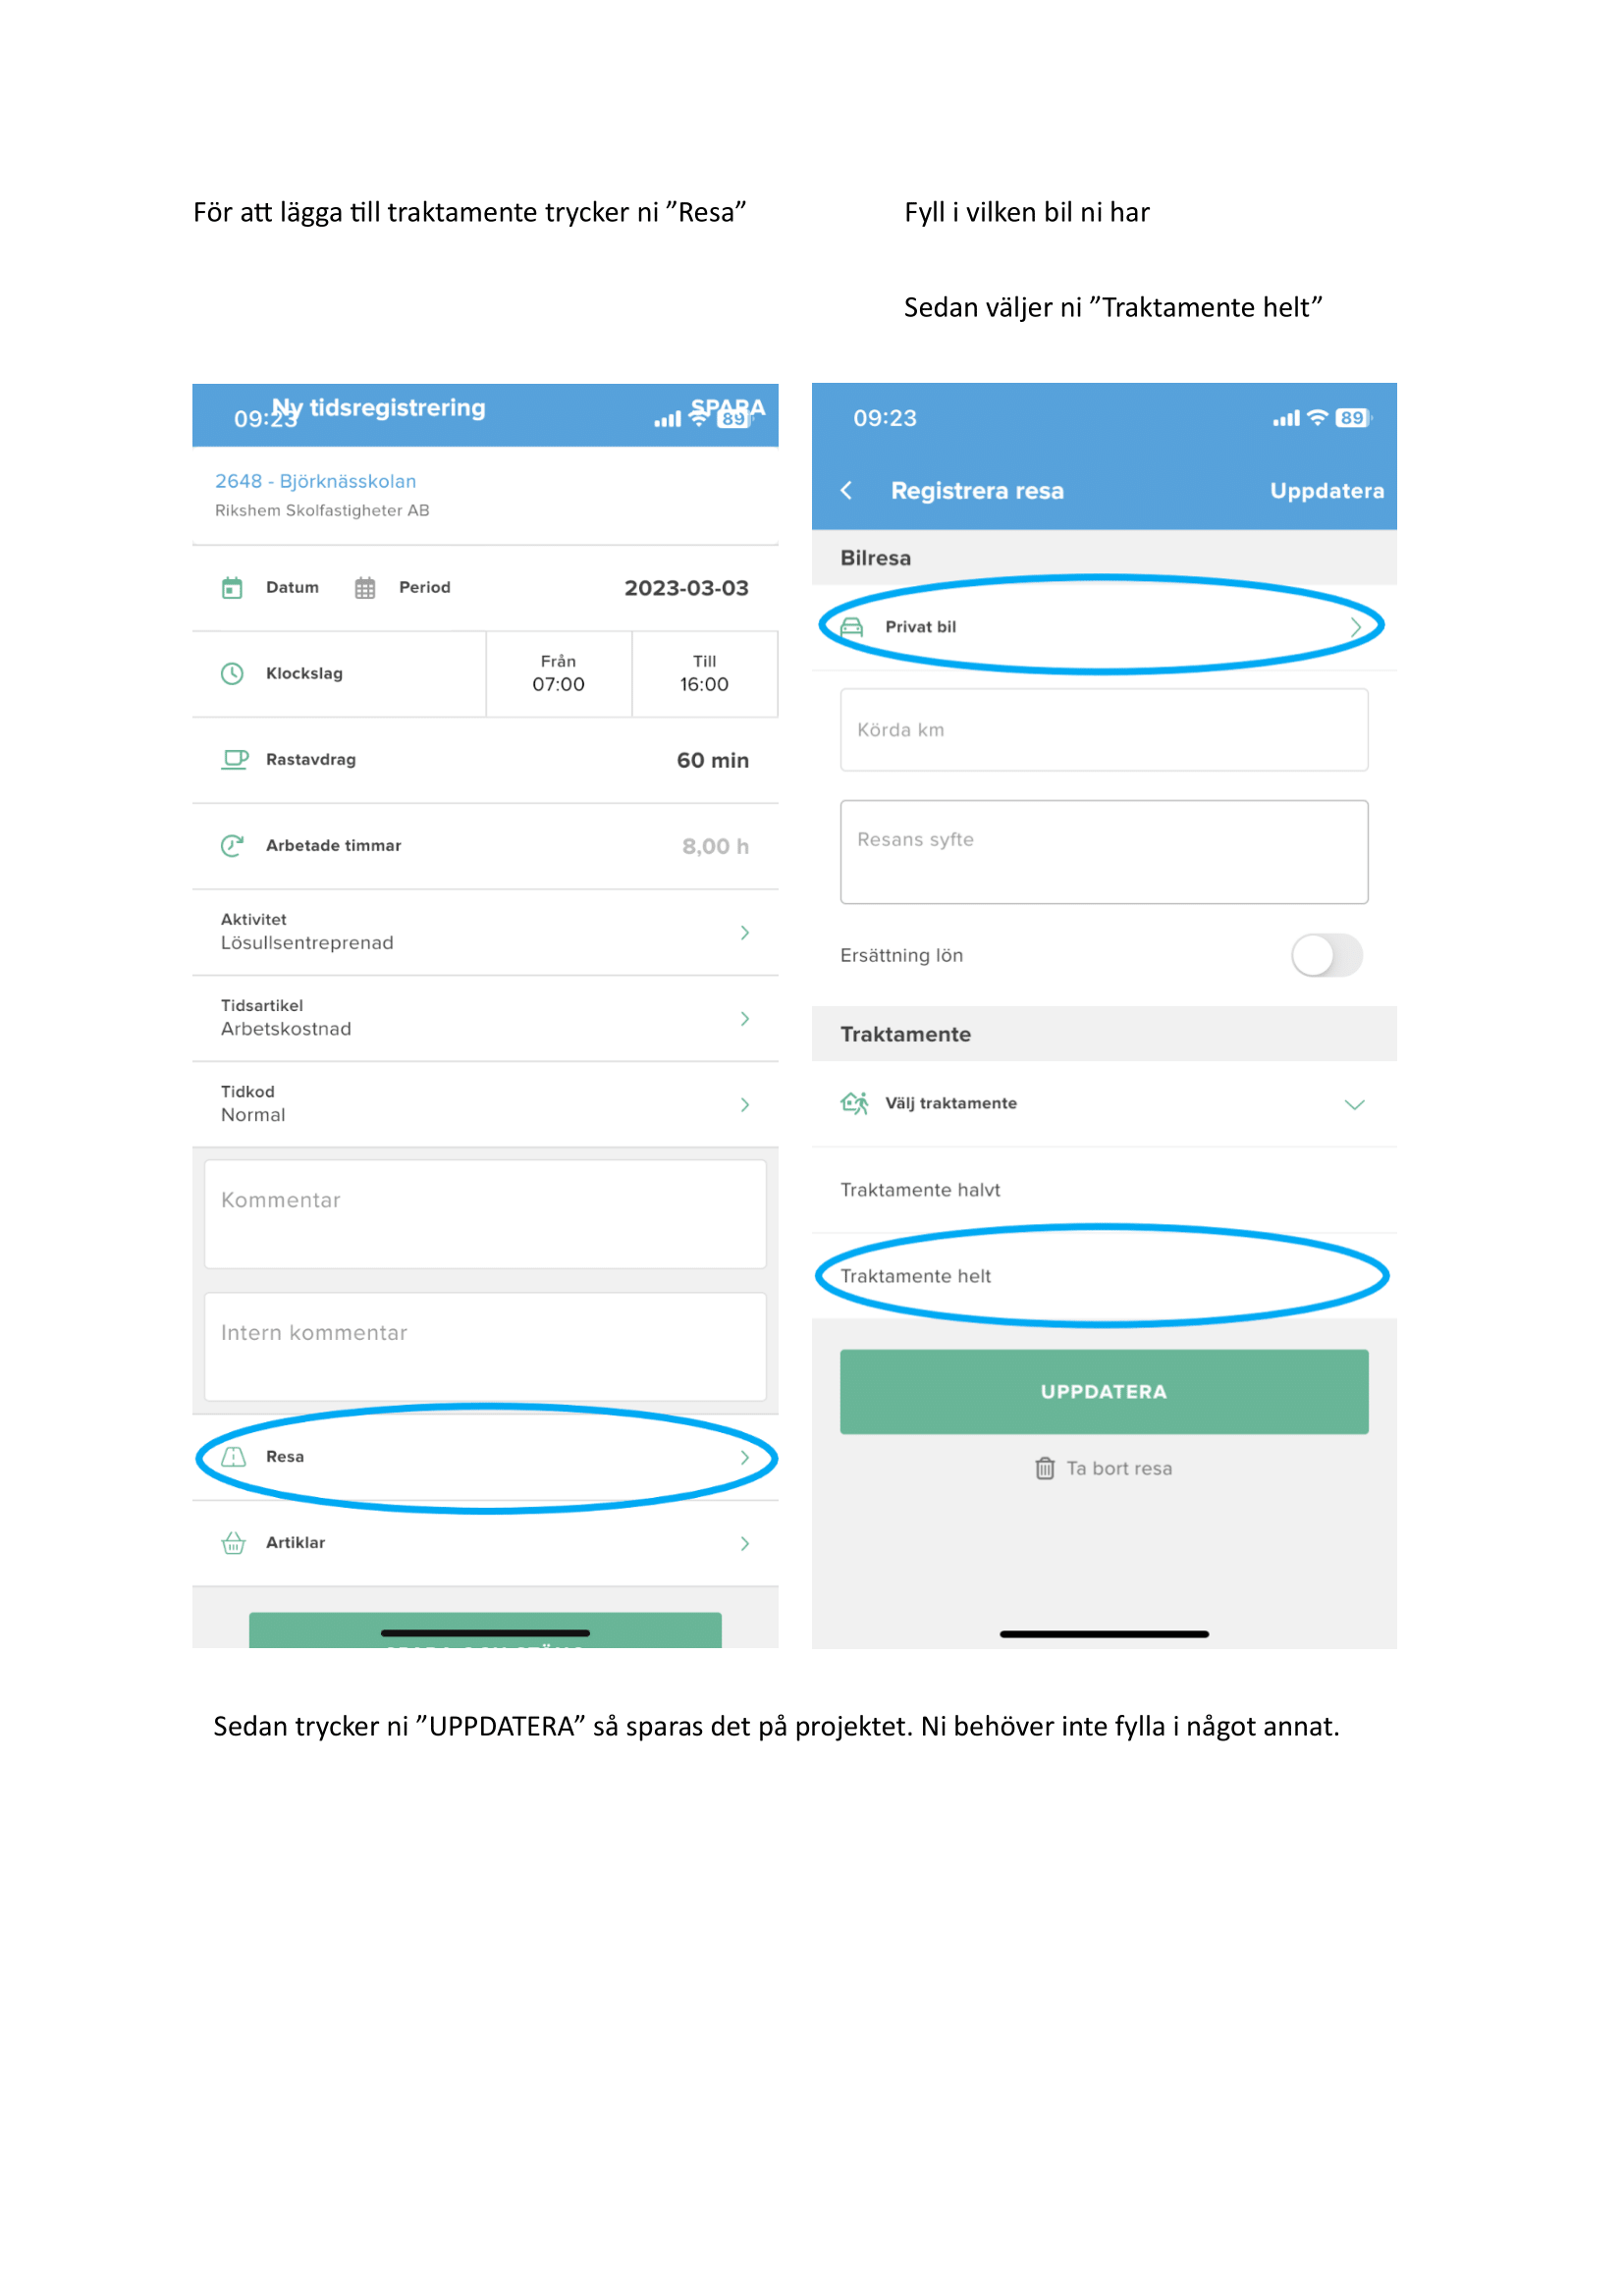 För att lägga till traktamente trycker ni ”Resa”
Fyll i vilken bil ni har
Sedan väljer ni ”Traktamente helt”
Ny tidsregistrering
SPARA
09:23
89
2648 - Björknässkolan
Rikshem Skolfastigheter AB
Datum
Period
2023-03-03
Klockslag
Från
07:00
Till
16:00
Rastavdrag
60 min
Arbetade timmar
8,00 h
Aktivitet
Lösullsentreprenad
Tidsartikel
Arbetskostnad
Tidkod
Normal
Kommentar
Intern kommentar
Resa
Artiklar
09:23
89
Registrera resa
Uppdatera
Bilresa
Privat bil
Körda km
Resans syfte
Ersättning lön
Traktamente
Välj traktamente
Traktamente halvt
Traktamente helt
UPPDATERA
Ta bort resa
Sedan trycker ni ”UPPDATERA” så sparas det på projektet. Ni behöver inte fylla i något annat.